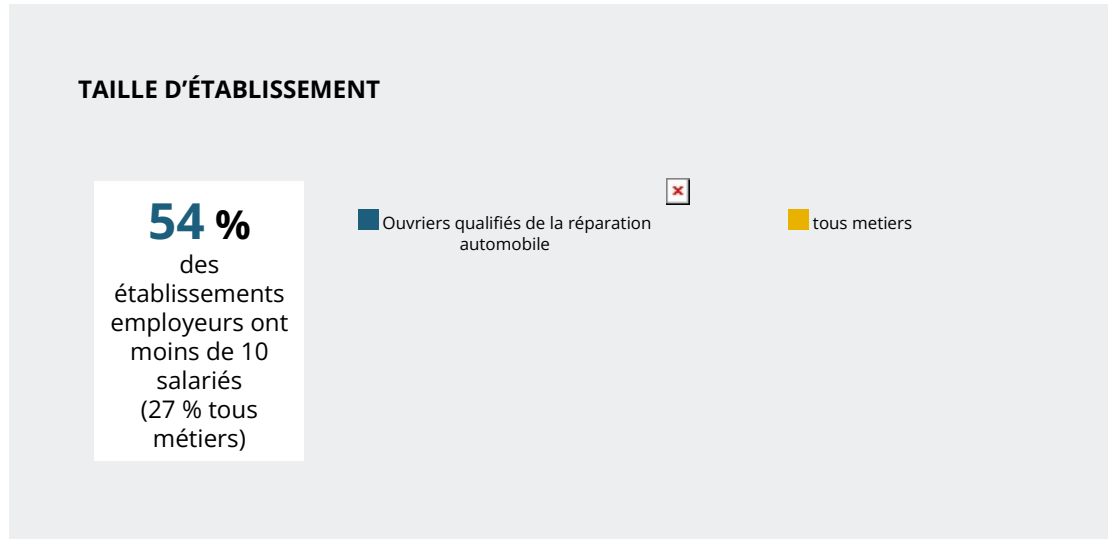 TAILLE D’ÉTABLISSEMENT
54 %
des
établissements
employeurs ont
moins de 10
salariés
(27 % tous
métiers)
Ouvriers qualifiés de la réparation
automobile
tous metiers